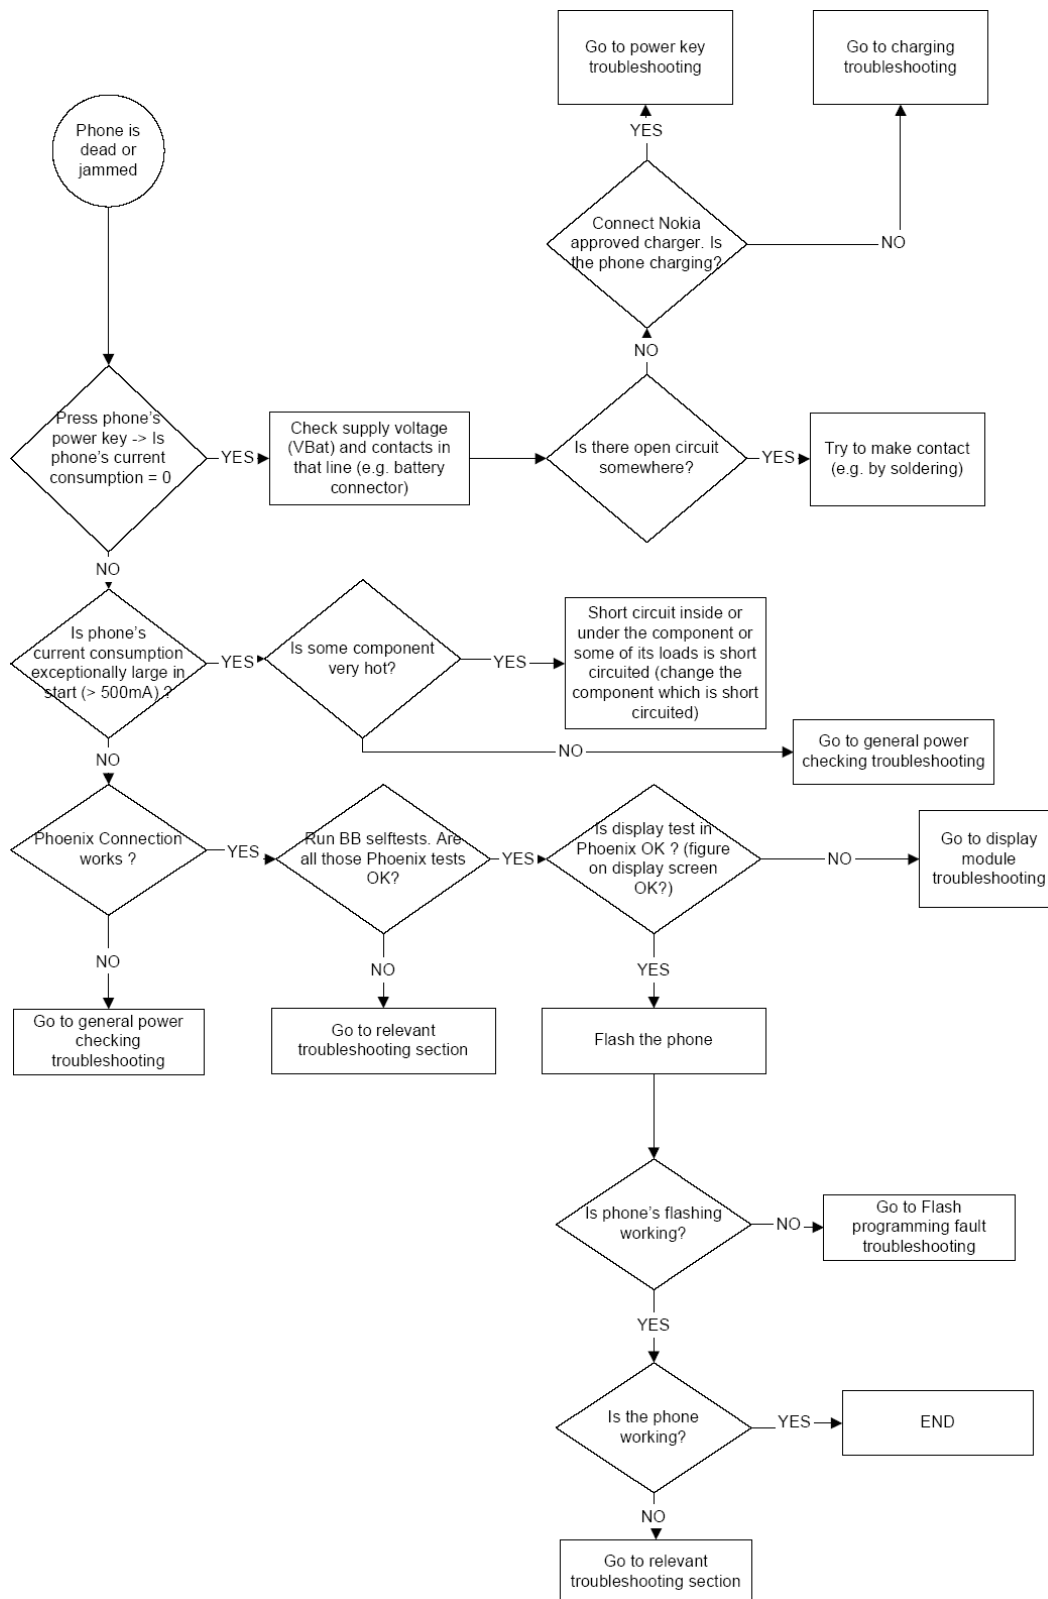 Go to power key
troubleshooting
Go to charging
troubleshooting
Phone is
dead or
jammed
YES
Connect Nokia
approved charger. Is
the phone charging?
NO
NO
Press phone's
power key -> Is
phone's current
consumption = 0
YES
Check supply voltage
(VBat) and contacts in
that line (e.g. battery
connector)
Is there open circuit
somewhere?
YES
Try to make contact
(e.g. by soldering)
NO
Is phone's
current consumption
exceptionally large in
start (> 500mA) ?
YES
Is some component
very hot?
YES
Short circuit inside or
under the component or
some of its loads is short
circuited (change the
component which is short
circuited)
NO
Go to general power
checking troubleshooting
NO
Phoenix Connection
works ?
YES
Run BB selftests. Are
all those Phoenix tests
OK?
YES
Is display test in
Phoenix OK ? (figure
on display screen
OK?)
NO
Go to display
module
troubleshooting
NO
NO
YES
Go to general power
checking
troubleshooting
Go to relevant
troubleshooting section
Flash the phone
Is phone's flashing
working?
NO
Go to Flash
programming fault
troubleshooting
YES
Is the phone
working?
YES
END
NO
Go to relevant
troubleshooting section